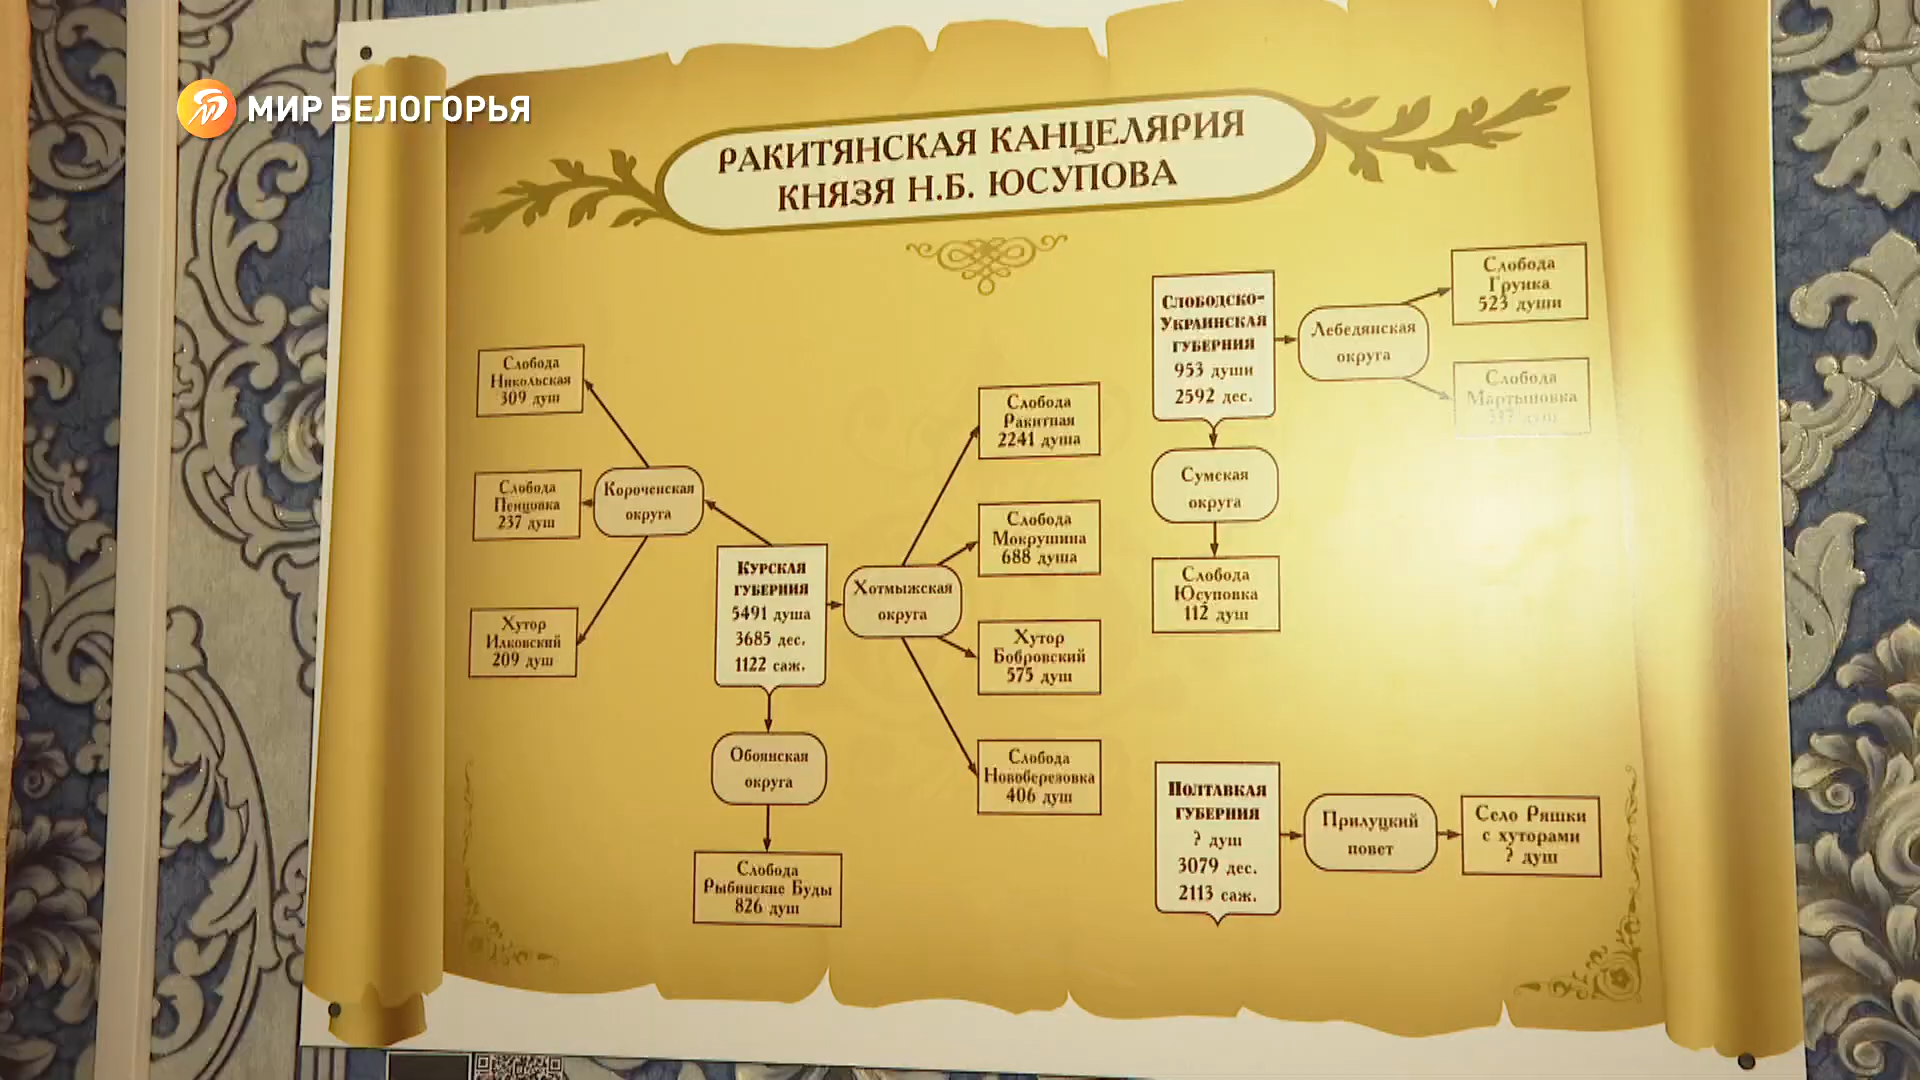 МИР БЕЛОГОРЬЯ
РАКИТЯНСКАЯ КАНЦЕЛЯРИЯ
КНЯЗЯ Н.Б. ЮСУПОВА
Слобода
Никольская
309 душ
Слобода
Пенцовка
237 душ
Хутор
Илковский
209 душ
Короченская
округа
КУРСКАЯ
ГУБЕРНИЯ
5491 душа
3685 дес.
1122 саж.
Обоянская
округа
Слобода
Рыбинские Буды
826 душ
Хотмыжская
округа
Слобода
Ракитная
2241 душа
Слобода
Мокрушина
688 душа
Хутор
Бобровский
575 душ
Слобода
Новоберезовка
406 душ
СЛОБОДСКО-
УКРАИНСКАЯ
ГУБЕРНИЯ
953 души
2592 дес.
Лебедянская
округа
Слобода
Грунка
523 души
Слобода
Мартыновка
душ
Сумская
округа
Слобода
Юсуповка
112 душ
ПОЛТАВКАЯ
ГУБЕРНИЯ
? душ
3079 дес.
2113 саж.
Прилуцкий
повет
Село Ряшки
с хуторами
? душ